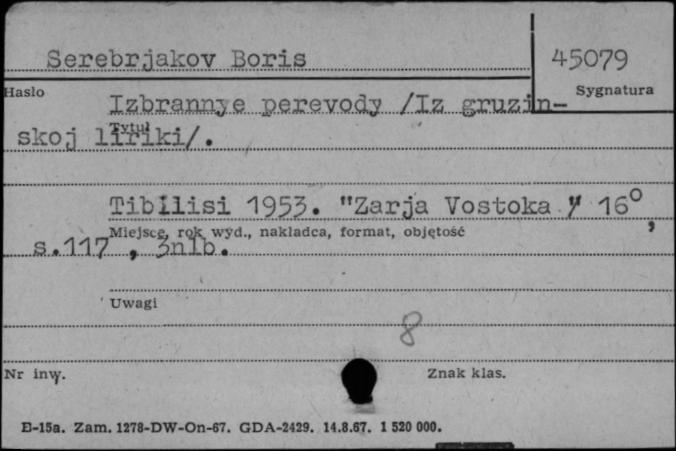 Serebrjakov Boris 45079
Hasło Sygnatura
Izbrannye perevody /Iz gruzin-
Tytuł
skoj liriki/.
Tibilisi 1953. "Zarja Vostoka" 16°,
Miejsce, rok wyd., nakładca, format, objętość
s.117 , 3nlb.
Uwagi
8
Nr inw. Znak klas.
E-15a. Zam. 1278-DW-On-67. GDA-2429. 14.8.67. 1 520 000.